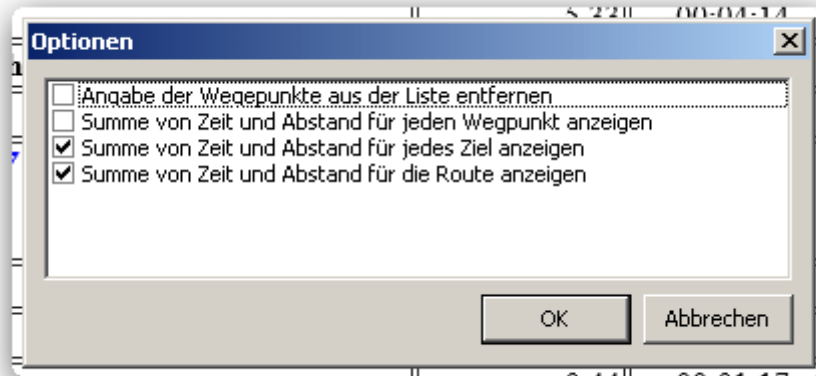 Optionen
Angabe der Wegepunkte aus der Liste entfernen
Summe von Zeit und Abstand für jeden Wegpunkt anzeigen
Summe von Zeit und Abstand für jedes Ziel anzeigen
Summe von Zeit und Abstand für die Route anzeigen
OK Abbrechen